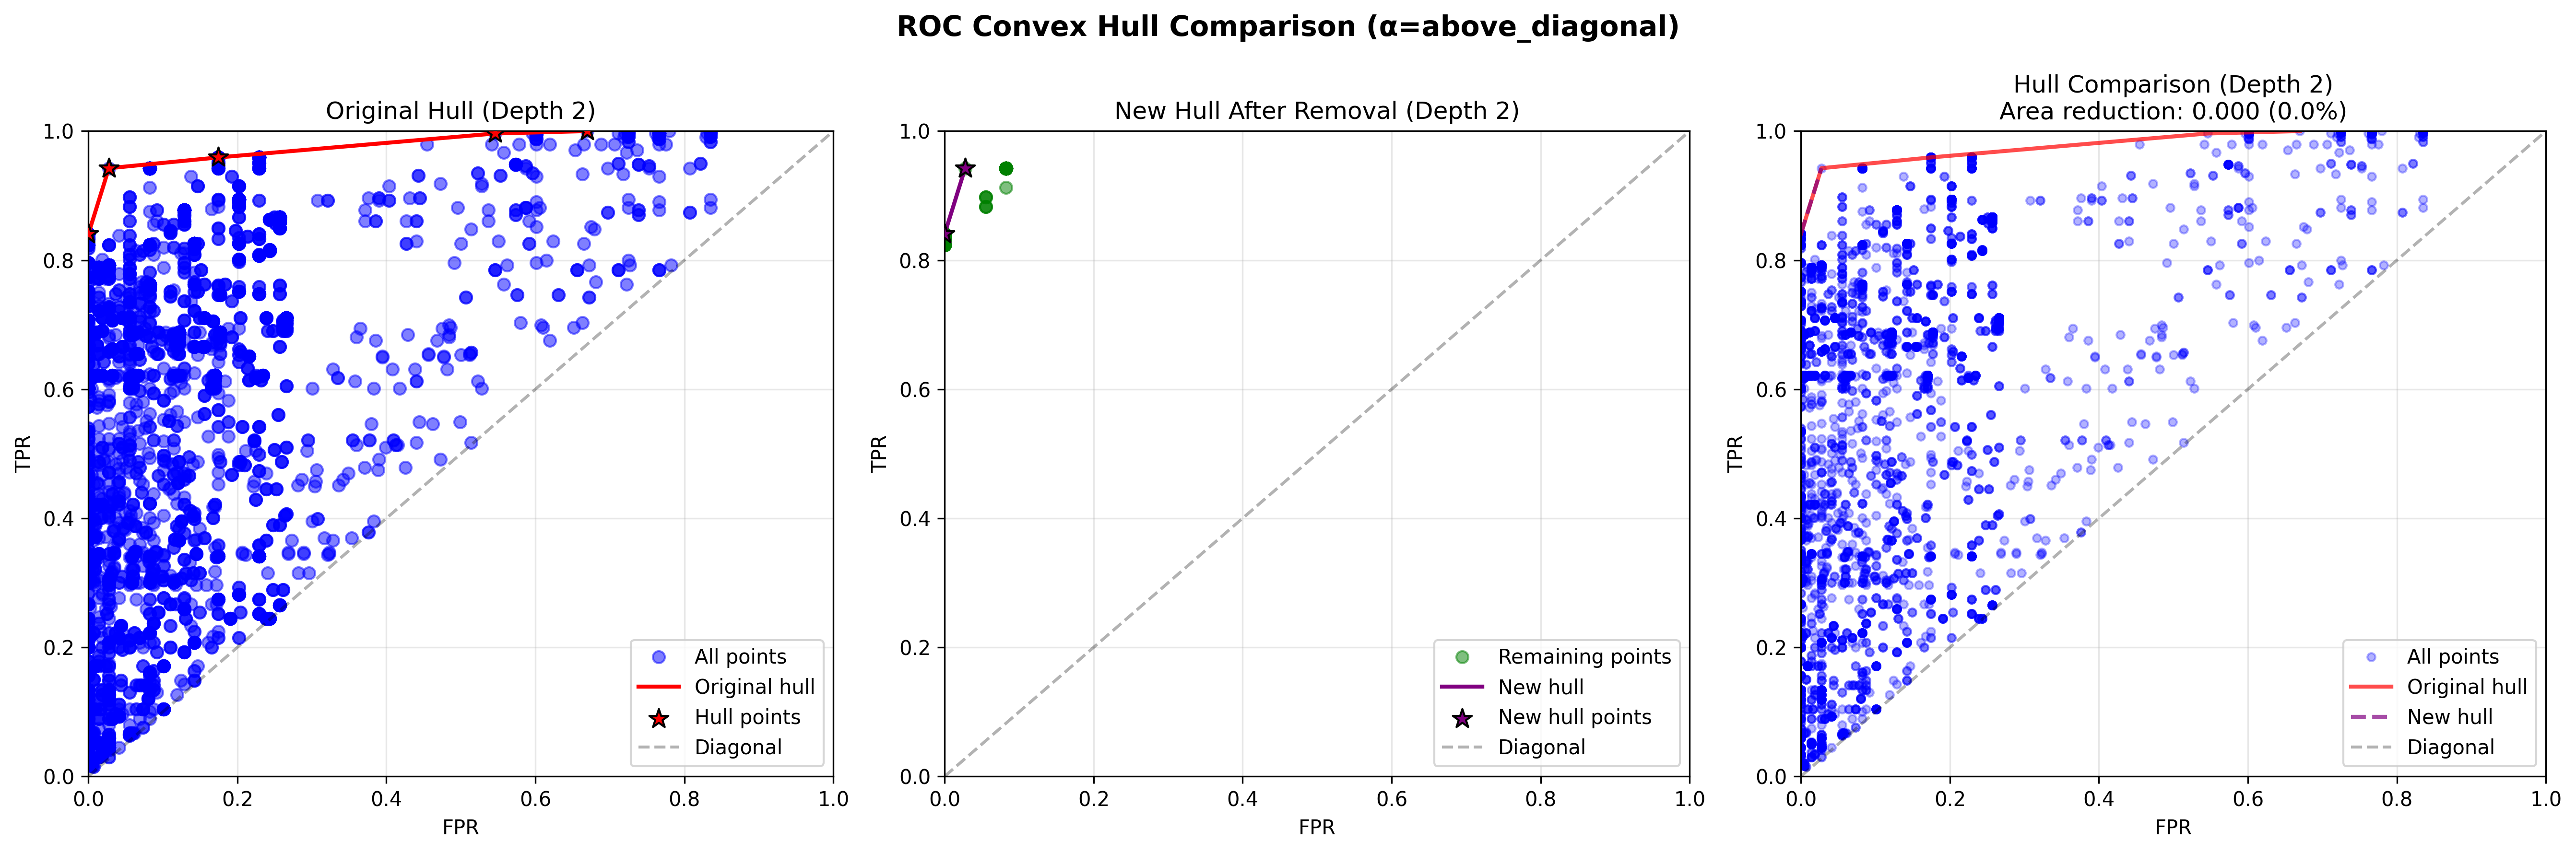 ROC Convex Hull Comparison (α=above_diagonal)
Original Hull (Depth 2)
1.0
0.8
0.6
0.4
0.2
0.0
TPR
0.0 0.2 0.4 0.6 0.8 1.0
FPR
All points
Original hull
Hull points
Diagonal
New Hull After Removal (Depth 2)
1.0
0.8
0.6
0.4
0.2
0.0
TPR
0.0 0.2 0.4 0.6 0.8 1.0
FPR
Remaining points
New hull
New hull points
Diagonal
Hull Comparison (Depth 2)
Area reduction: 0.000 (0.0%)
1.0
0.8
0.6
0.4
0.2
0.0
TPR
0.0 0.2 0.4 0.6 0.8 1.0
FPR
All points
Original hull
New hull
Diagonal